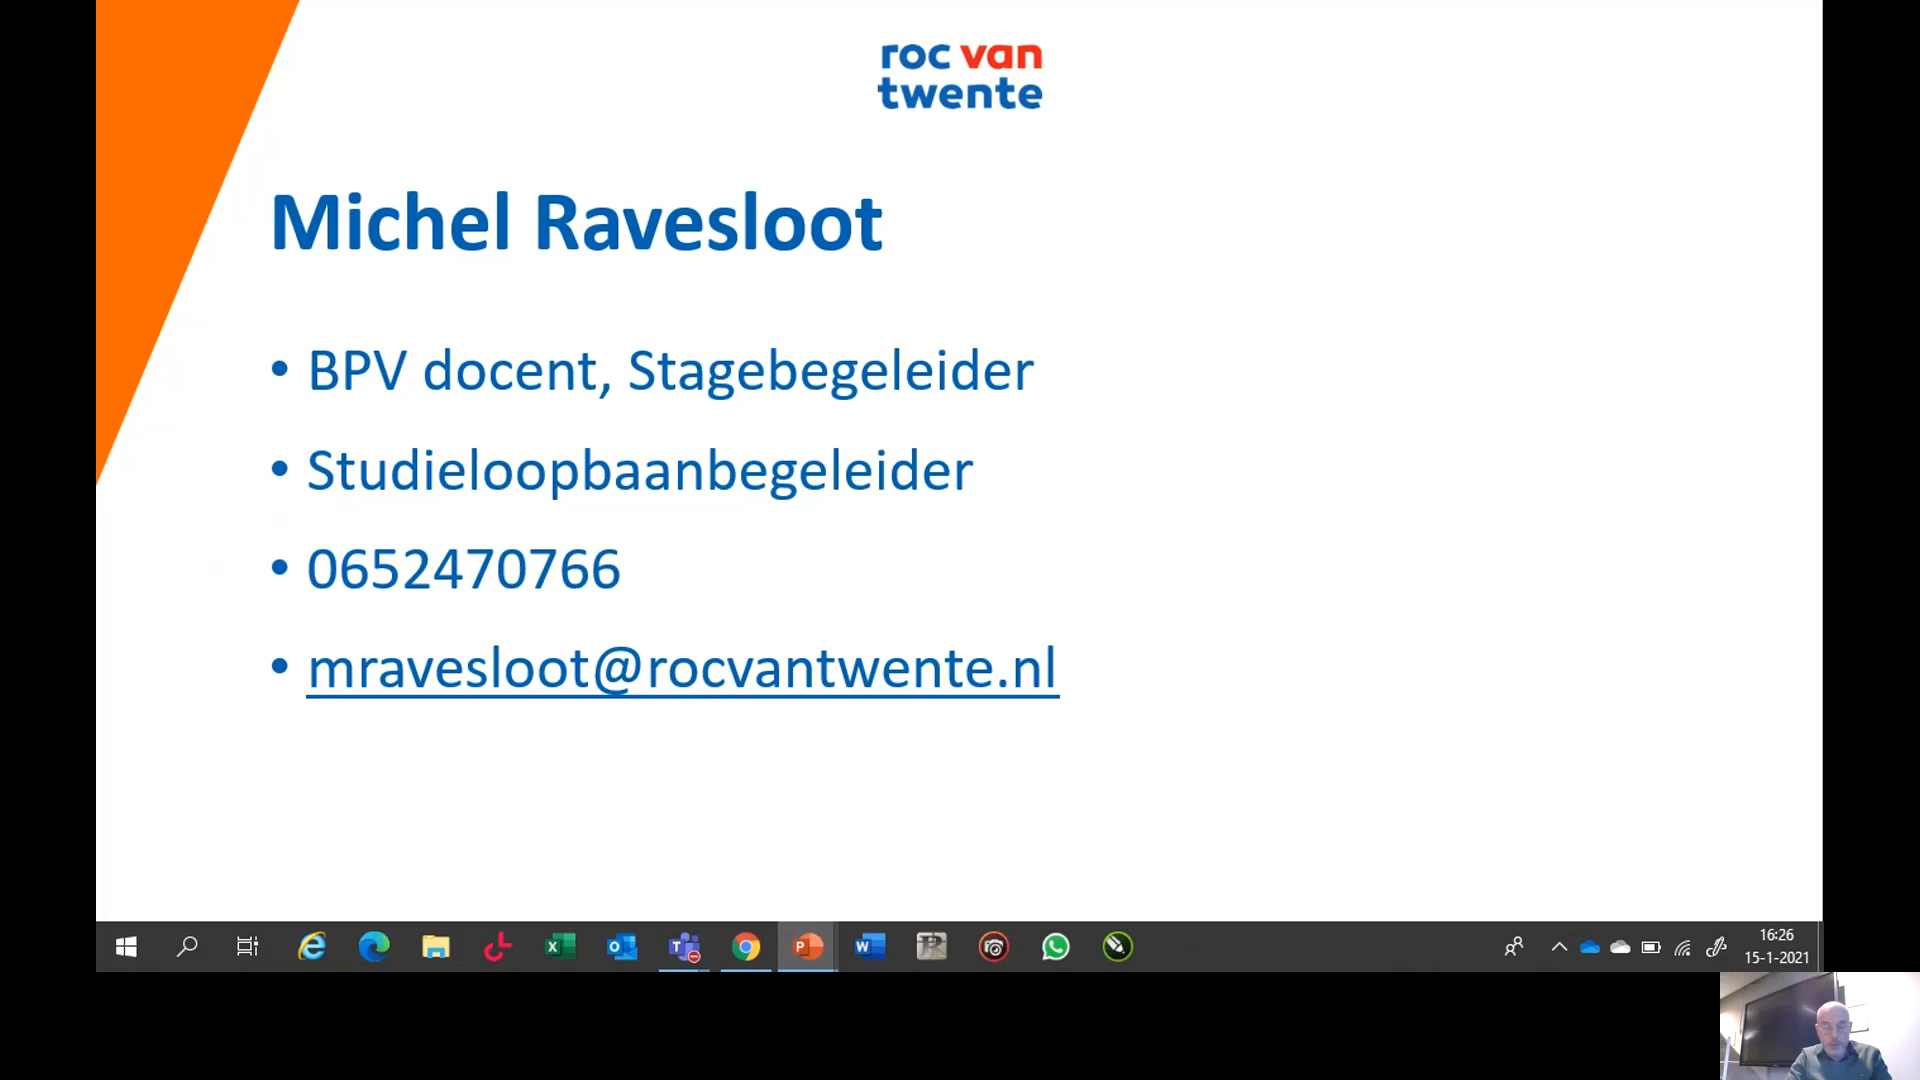 roc van
twente
Michel Ravesloot
• BPV docent, Stagebegeleider
• Studieloopbaanbegeleider
• 0652470766
• mravesloot@rocvantwente.nl
16:26
15-1-2021